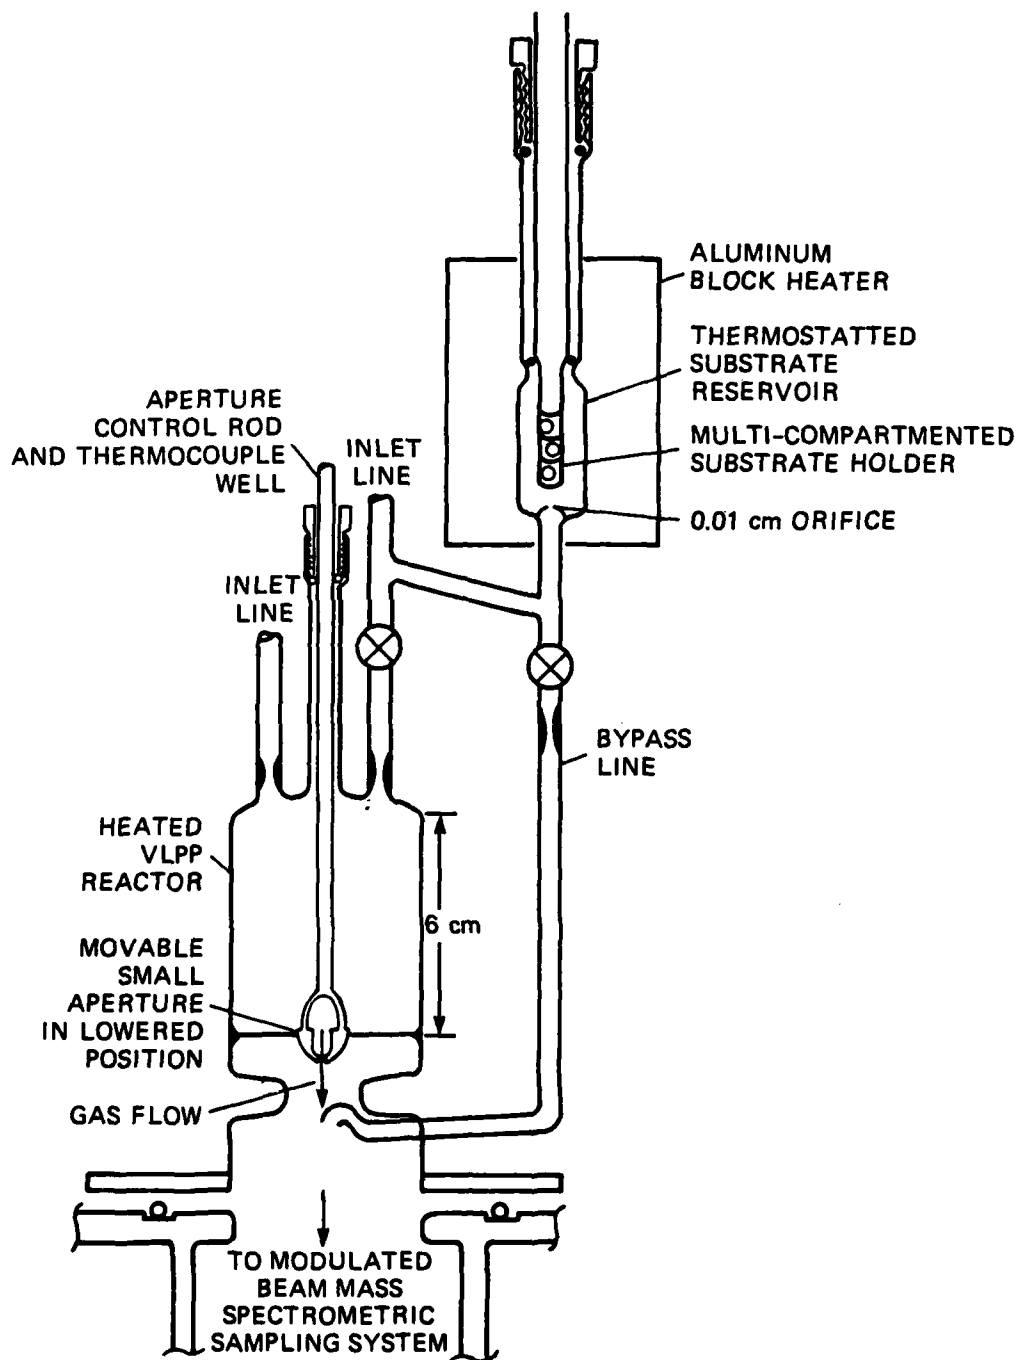 ALUMINUM
BLOCK HEATER
THERMOSTATTED
SUBSTRATE
RESERVOIR
APERTURE
CONTROL ROD
AND THERMOCOUPLE
WELL
INLET
LINE
MULTI-COMPARTMENTED
SUBSTRATE HOLDER
0.01 cm ORIFICE
INLET
LINE
BYPASS
LINE
HEATED
VLPP
REACTOR
6 cm
MOVABLE
SMALL
APERTURE
IN LOWERED
POSITION
GAS FLOW
TO MODULATED
BEAM MASS
SPECTROMETRIC
SAMPLING SYSTEM